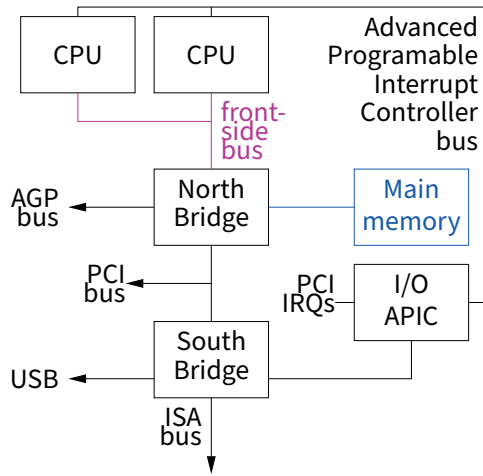 CPU
CPU
Advanced
Programable
Interrupt
Controller
bus
front-
side
bus
AGP
bus
North
Bridge
Main
memory
PCI
bus
PCI
IRQs
I/O
APIC
South
Bridge
USB
ISA
bus